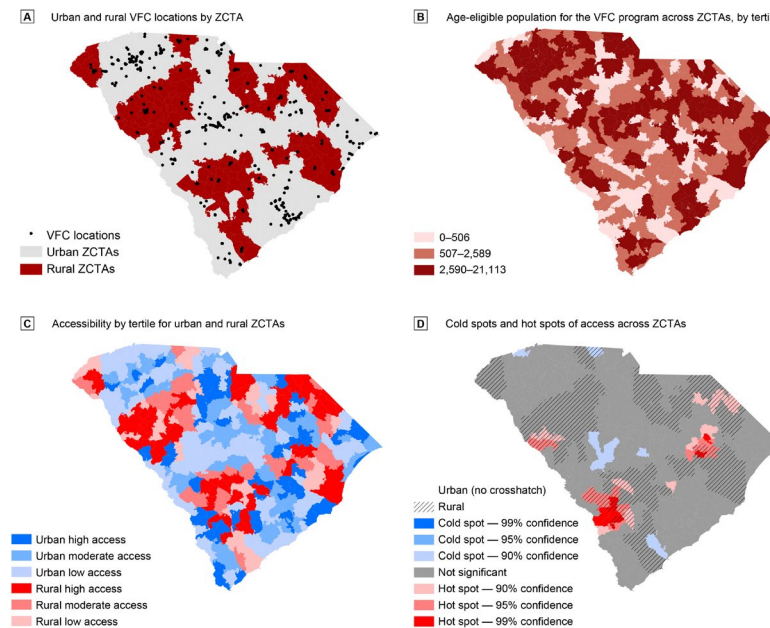 A Urban and rural VFC locations by ZCTA
VFC locations
Urban ZCTAs
Rural ZCTAs
B Age-eligible population for the VFC program across ZCTAs, by terti
0–506
507–2,589
2,590–21,113
C Accessibility by tertile for urban and rural ZCTAs
Urban high access
Urban moderate access
Urban low access
Rural high access
Rural moderate access
Rural low access
D Cold spots and hot spots of access across ZCTAs
Urban (no crosshatch)
Rural
Cold spot — 99% confidence
Cold spot — 95% confidence
Cold spot — 90% confidence
Not significant
Hot spot — 90% confidence
Hot spot — 95% confidence
Hot spot — 99% confidence